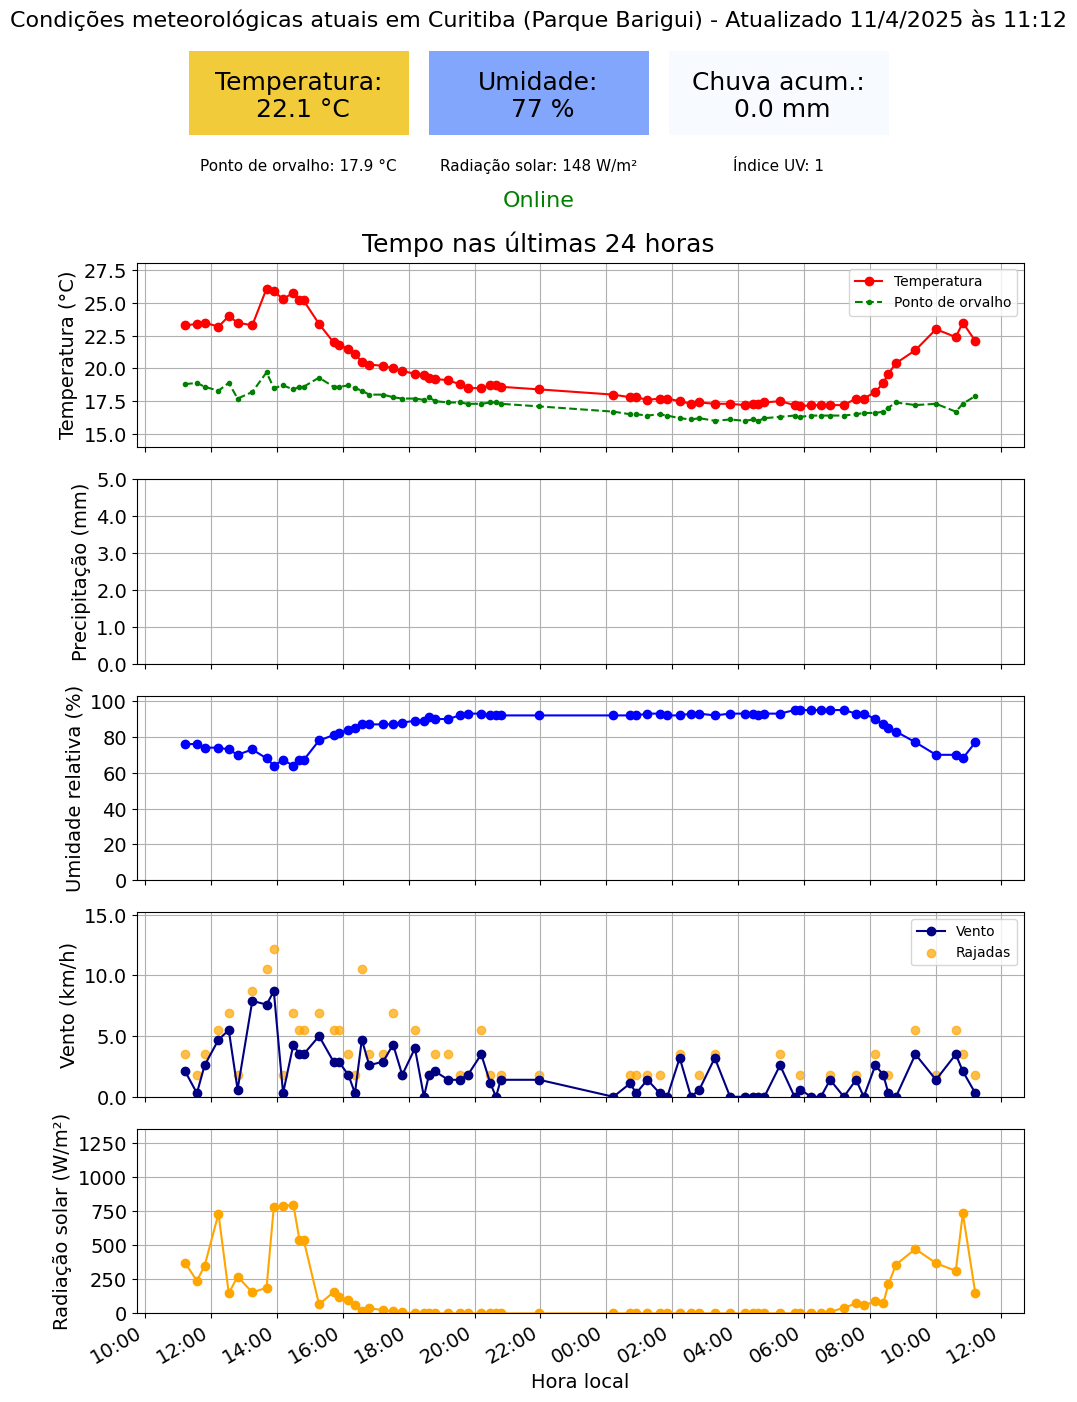 Condições meteorológicas atuais em Curitiba (Parque Barigui) - Atualizado 11/4/2025 às 11:12
Temperatura:
22.1 °C
Umidade:
77 %
Chuva acum.:
0.0 mm
Ponto de orvalho: 17.9 °C
Radiação solar: 148 W/m²
Índice UV: 1
Online
Tempo nas últimas 24 horas
Temperatura (°C)
27.5
25.0
22.5
20.0
17.5
15.0
Temperatura
Ponto de orvalho
Precipitação (mm)
5.0
4.0
3.0
2.0
1.0
0.0
Umidade relativa (%)
100
80
60
40
20
0
Vento (km/h)
15.0
10.0
5.0
0.0
Vento
Rajadas
Radiação solar (W/m²)
1250
1000
750
500
250
0
10:00
12:00
14:00
16:00
18:00
20:00
22:00
00:00
02:00
04:00
06:00
08:00
10:00
12:00
Hora local